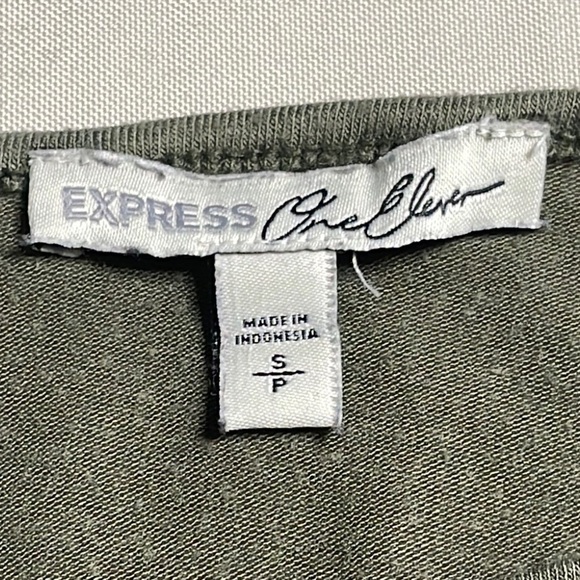 EXPRESS One Eleven
MADE IN
INDONESIA
S
P